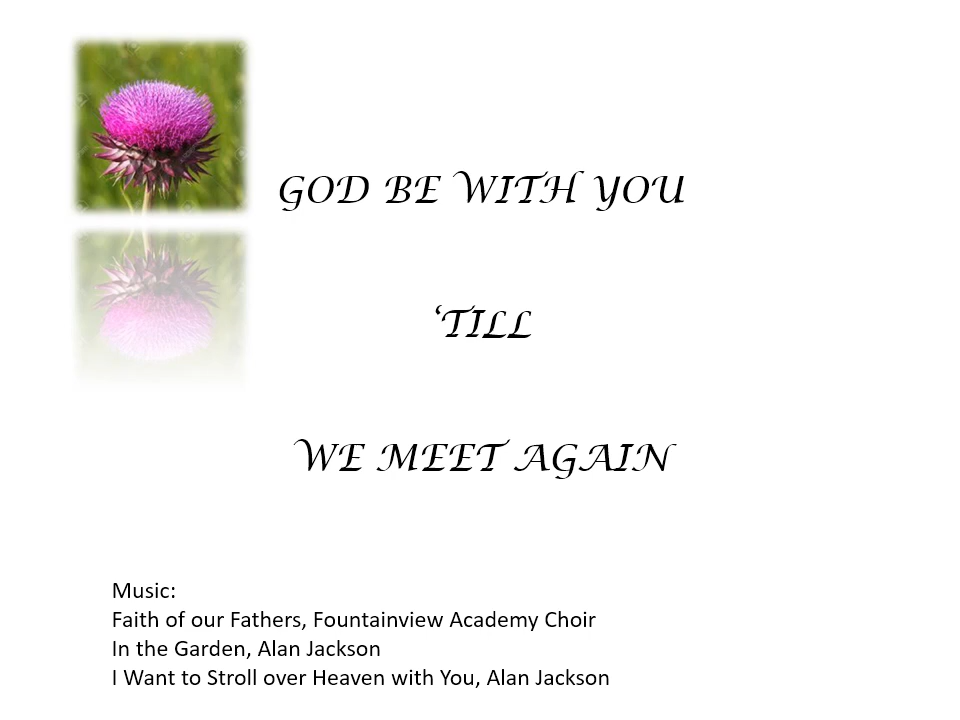 GOD BE WITH YOU
‘TILL
WE MEET AGAIN
Music:
Faith of our Fathers, Fountainview Academy Choir
In the Garden, Alan Jackson
I Want to Stroll over Heaven with You, Alan Jackson